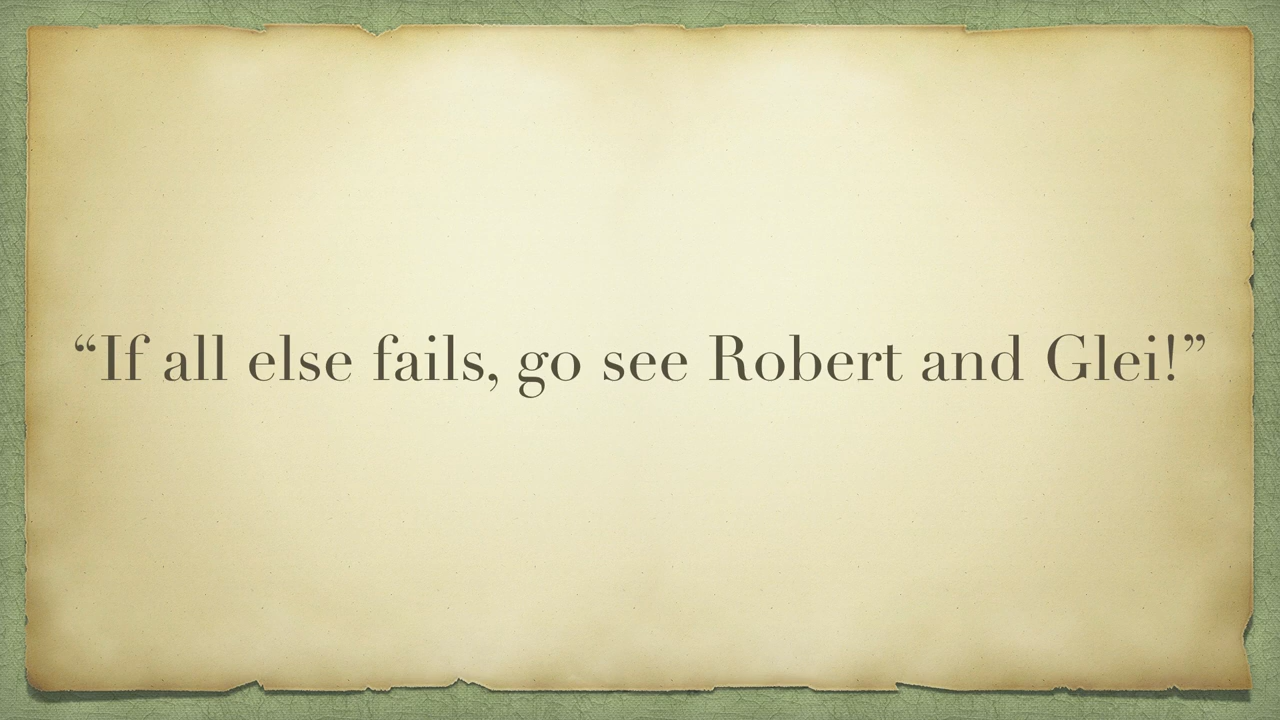 “If all else fails, go see Robert and Glei!”